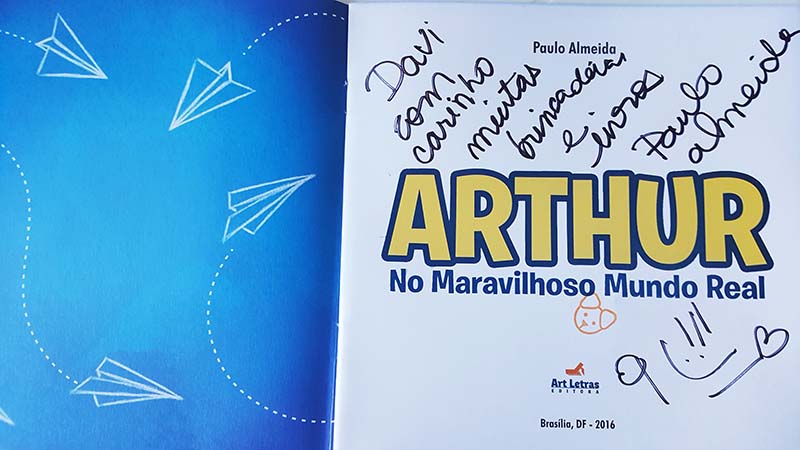 Paulo Almeida
Davi
com
carinho
muitas
brincadeiras
e
livros
Paulo
Almeida
ARTHUR
No Maravilhoso Mundo Real
Art Letras
EDITORA
Brasília, DF - 2016